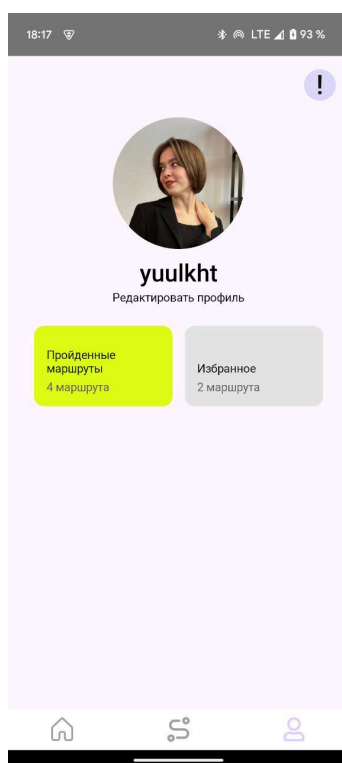 18:17 LTE 93 %
!
yuulkht
Редактировать профиль
Пройденные
маршруты
4 маршрута
Избранное
2 маршрута